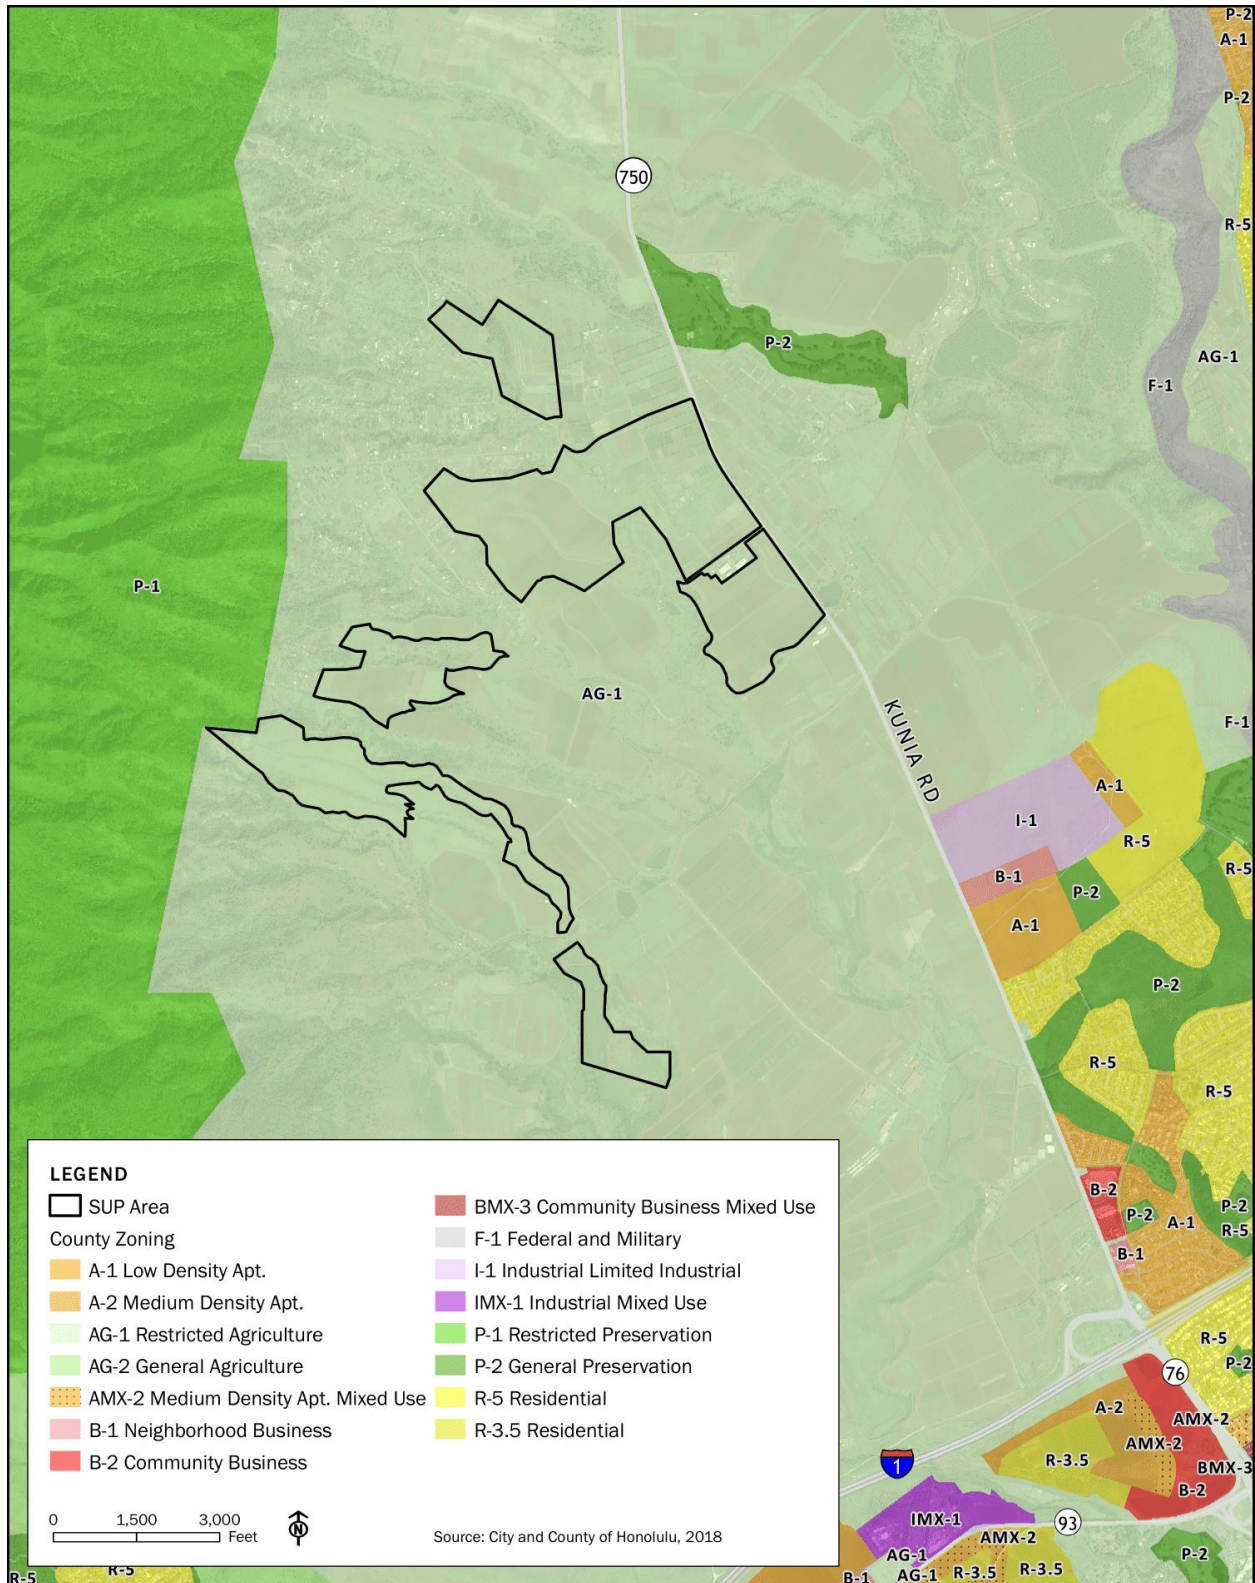 P-2
A-1
P-2
750
R-5
P-2
AG-1
F-1
P-1
AG-1
F-1
KUNIA RD
A-1
I-1
R-5
B-1
P-2
R-5
A-1
P-2
R-5
R-5
B-2
P-2
P-2
A-1
R-5
B-1
R-5
P-2
76
A-2
AMX-2
AMX-2
R-3.5
BMX-3
1
B-2
IMX-1
93
AMX-2
AG-1
P-2
AG-1
R-3.5
R-3.5
B-1
R-5
R-5
LEGEND
SUP Area
County Zoning
A-1 Low Density Apt.
A-2 Medium Density Apt.
AG-1 Restricted Agriculture
AG-2 General Agriculture
AMX-2 Medium Density Apt. Mixed Use
B-1 Neighborhood Business
B-2 Community Business
BMX-3 Community Business Mixed Use
F-1 Federal and Military
I-1 Industrial Limited Industrial
IMX-1 Industrial Mixed Use
P-1 Restricted Preservation
P-2 General Preservation
R-5 Residential
R-3.5 Residential
0 1,500 3,000
Feet
N
Source: City and County of Honolulu, 2018